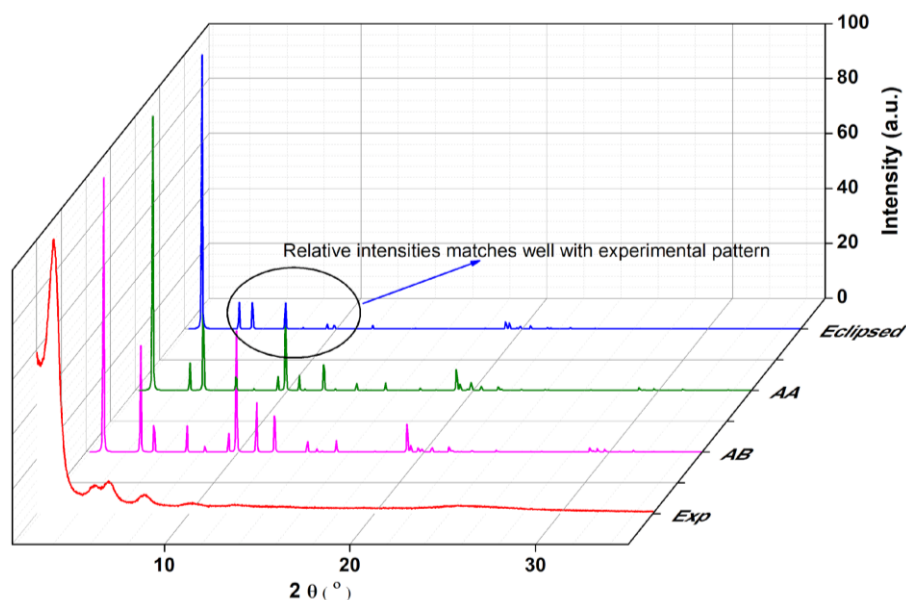 100
80
Intensity (a.u.)
60
40
Relative intensities matches well with experimental pattern
20
0
Eclipsed
AA
AB
Exp
10
20
30
2 θ ( ° )